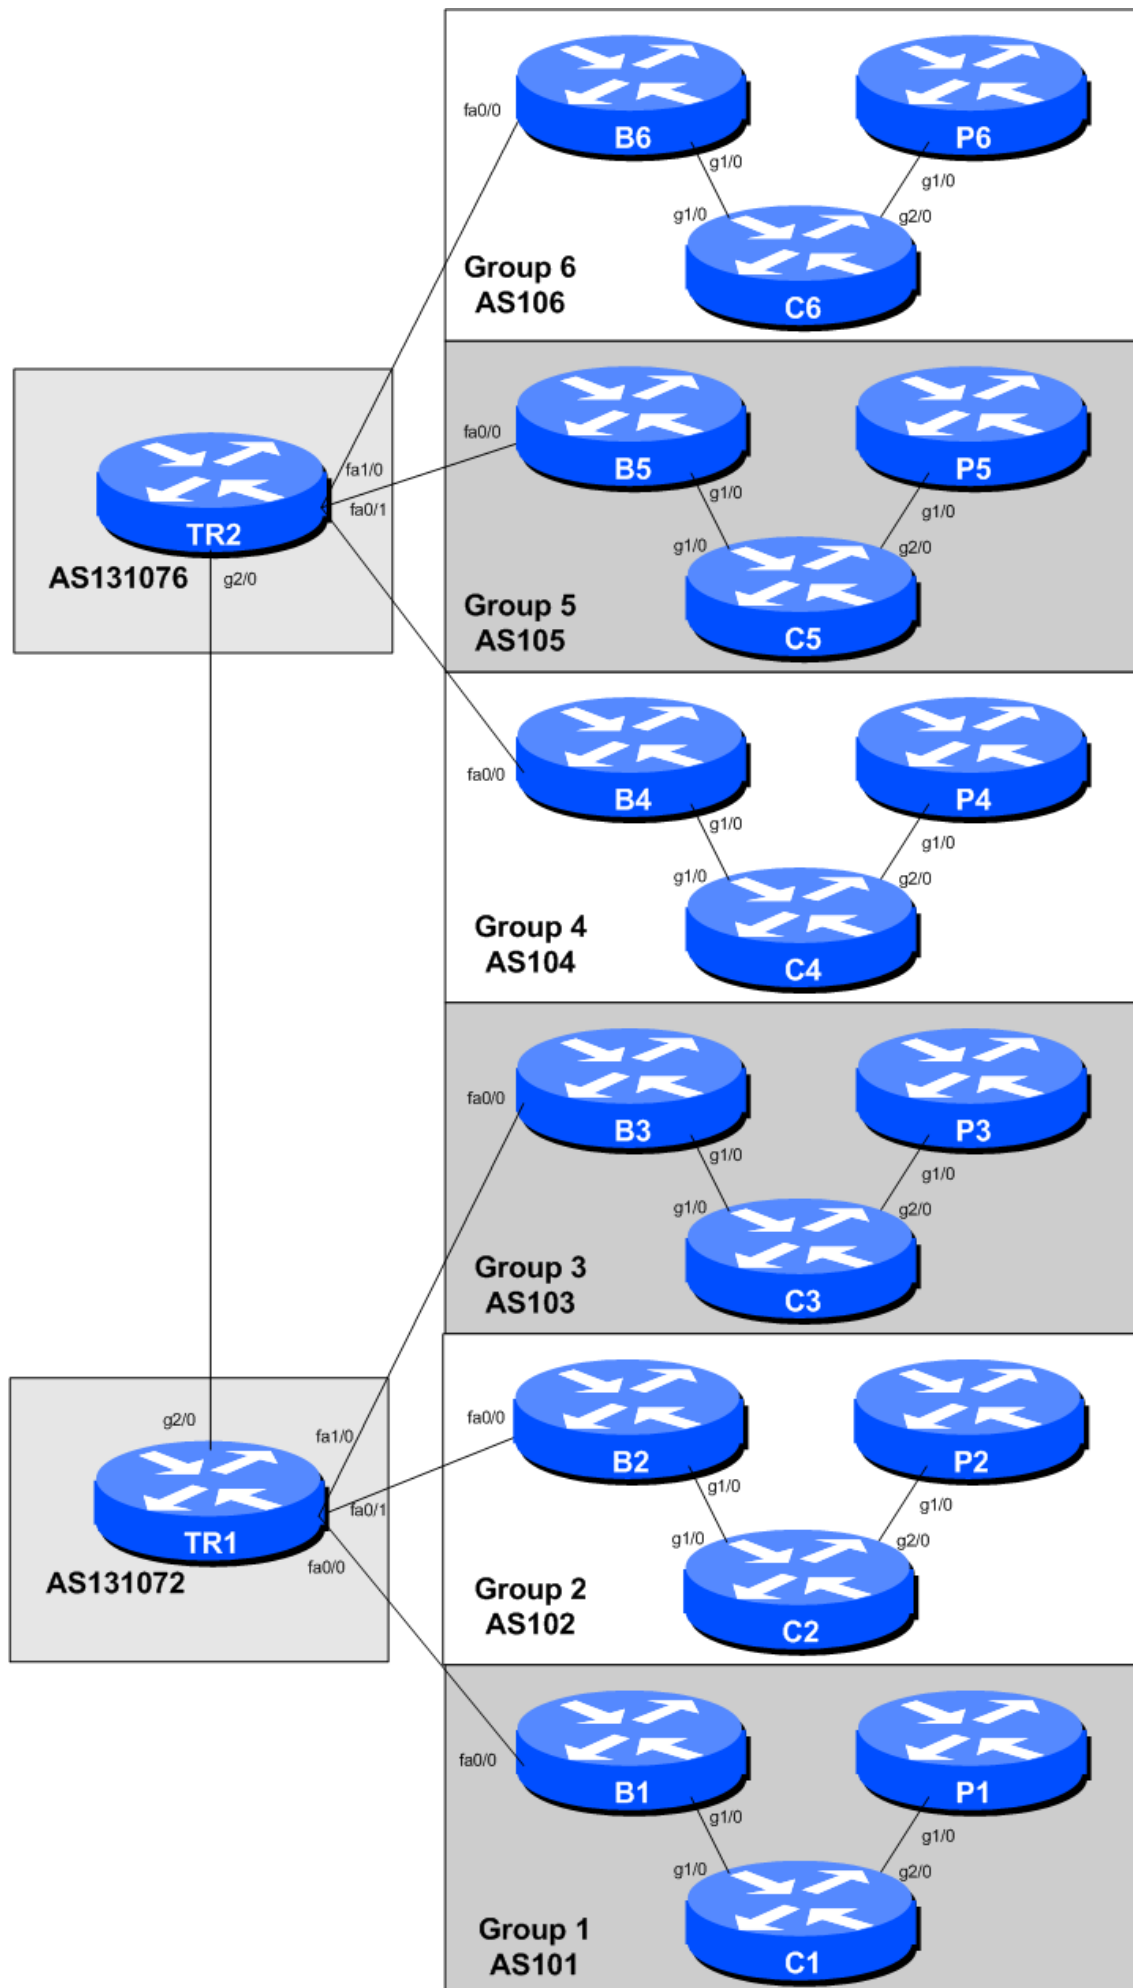 fa0/0
B6
P6
g1/0
g1/0
g1/0
g2/0
Group 6
AS106
C6
fa0/0
B5
P5
g1/0
g1/0
g1/0
g2/0
Group 5
AS105
C5
fa1/0
fa0/1
TR2
AS131076
g2/0
fa0/0
B4
P4
g1/0
g1/0
g1/0
g2/0
Group 4
AS104
C4
fa0/0
B3
P3
g1/0
g1/0
g1/0
g2/0
Group 3
AS103
C3
g2/0
fa1/0
fa0/1
TR1
fa0/0
AS131072
fa0/0
B2
P2
g1/0
g1/0
g1/0
g2/0
Group 2
AS102
C2
fa0/0
B1
P1
g1/0
g1/0
g1/0
g2/0
Group 1
AS101
C1